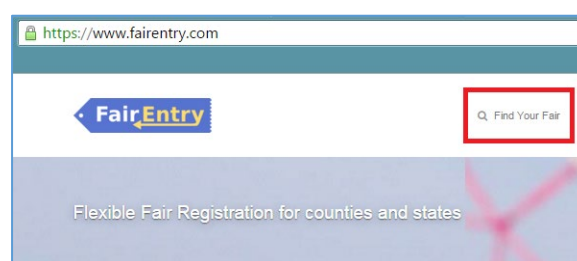 https://www.fairentry.com
FairEntry
Find Your Fair
Flexible Fair Registration for counties and states